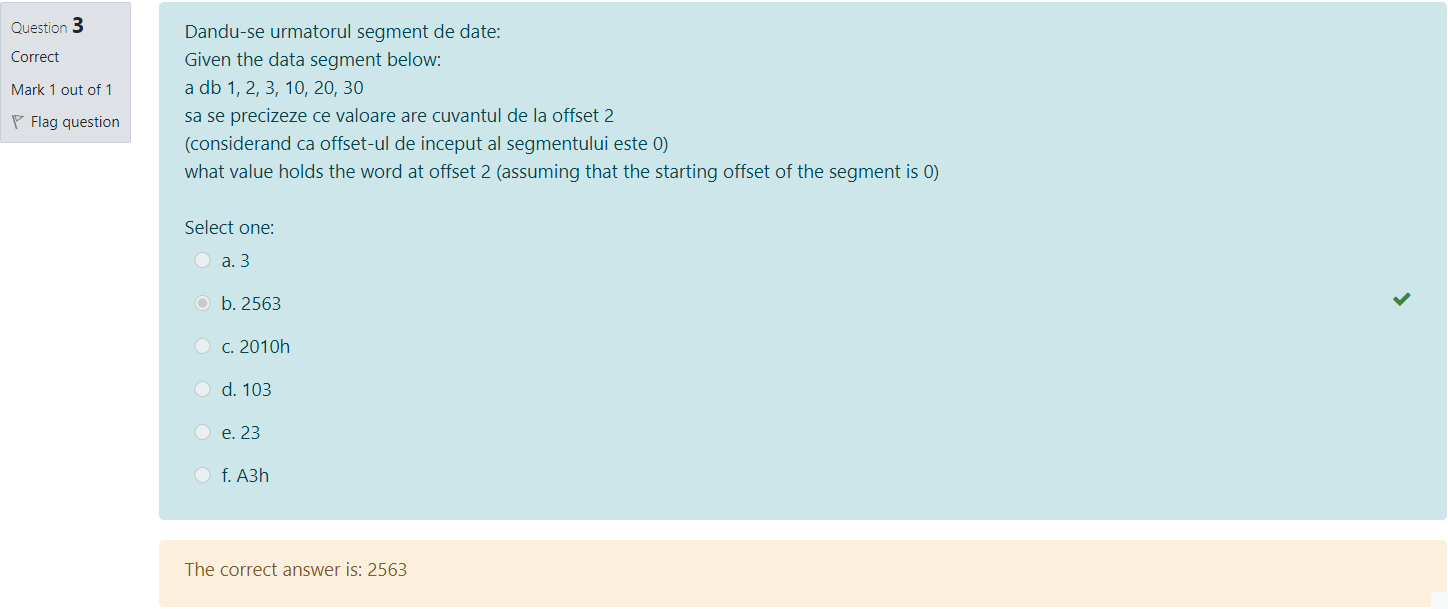 Question 3
Correct
Mark 1 out of 1
Flag question
Dandu-se urmatorul segment de date:
Given the data segment below:
a db 1, 2, 3, 10, 20, 30
sa se precizeze ce valoare are cuvantul de la offset 2
(considerand ca offset-ul de inceput al segmentului este 0)
what value holds the word at offset 2 (assuming that the starting offset of the segment is 0)
Select one:
a. 3
b. 2563
c. 2010h
d. 103
e. 23
f. A3h
The correct answer is: 2563